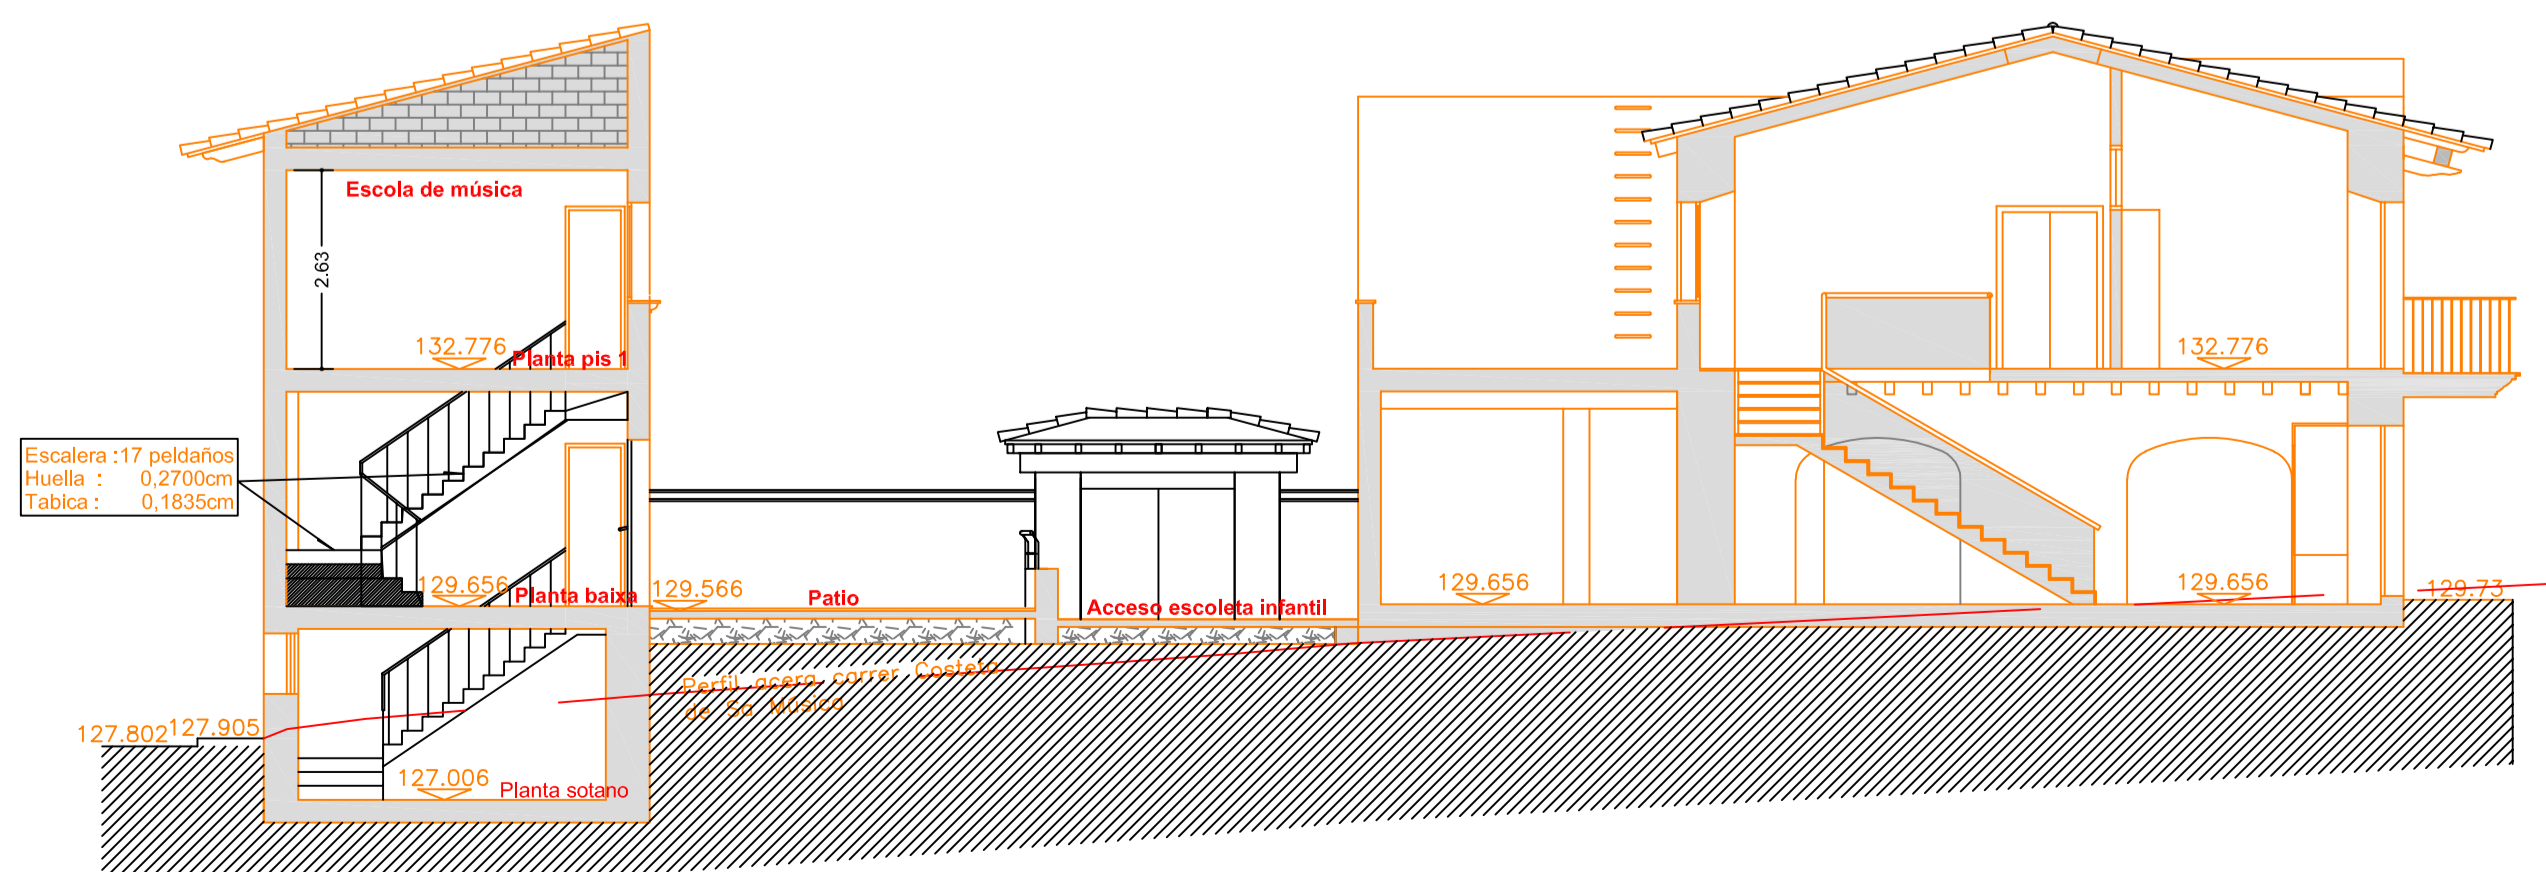 Escola de música
2.63
132.776
Planta pis 1
132.776
Escalera :17 peldaños
Huella : 0,2700cm
Tabica : 0,1835cm
129.656
Planta baixa
129.566
Patio
Acceso escoleta infantil
129.656
129.656
129.73
Perfil acera carrer Costeta
de Sa Música
127.802
127.905
127.006
Planta sotano